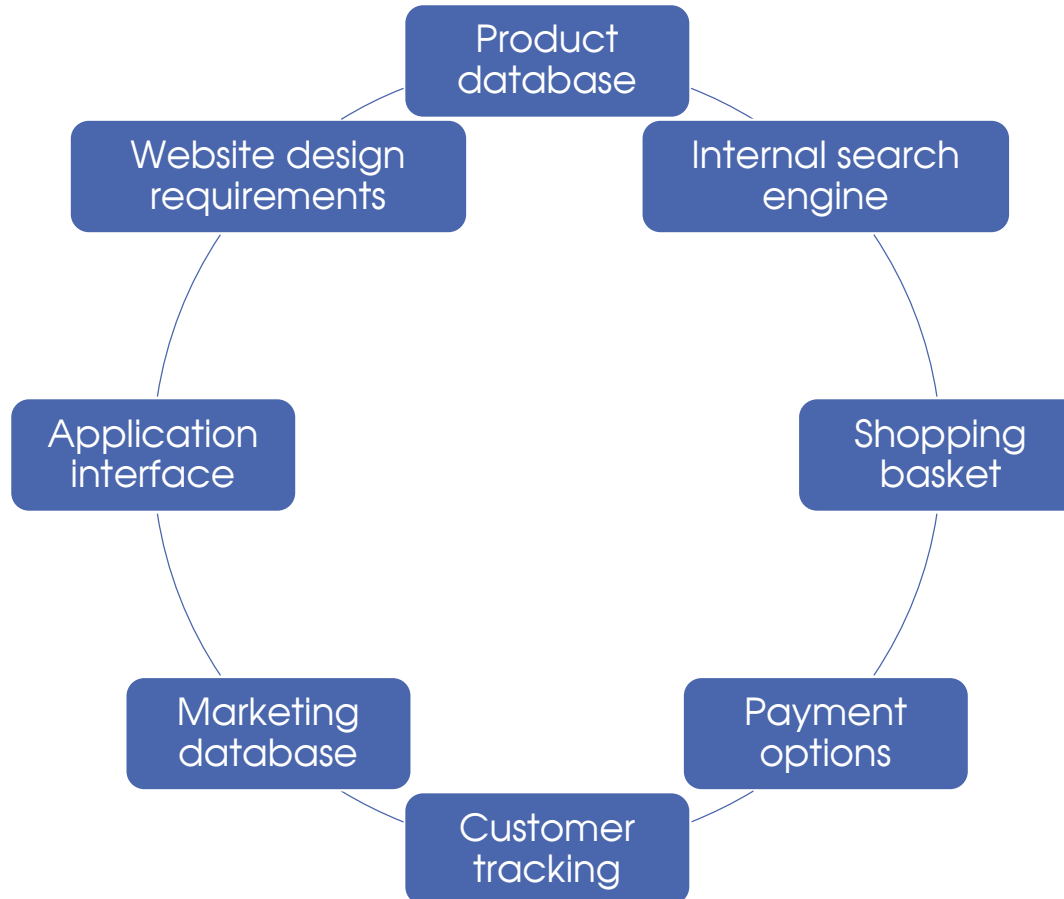 Product
database
Internal search
engine
Shopping
basket
Payment
options
Customer
tracking
Marketing
database
Application
interface
Website design
requirements